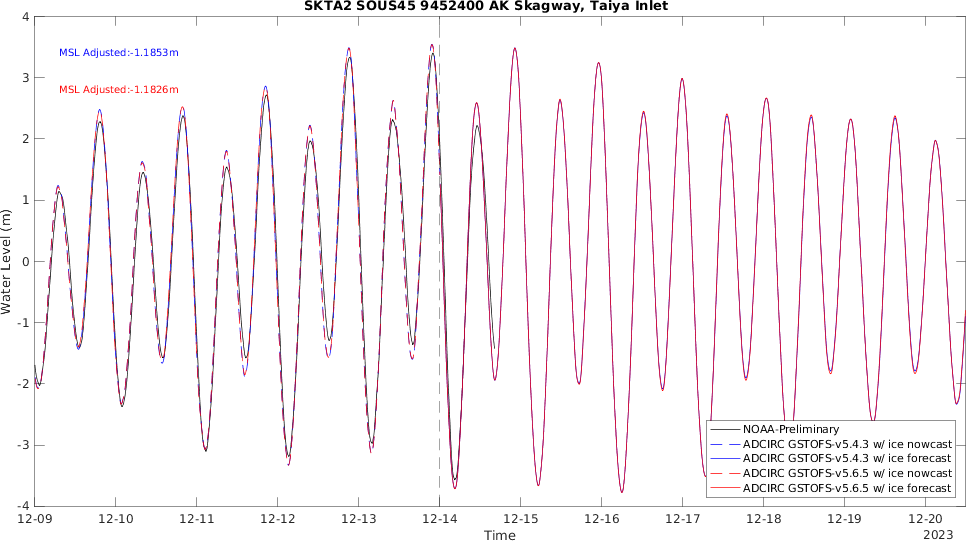 SKTA2 SOUS45 9452400 AK Skagway, Taiya Inlet
4
3
2
1
0
-1
-2
-3
-4
Water Level (m)
MSL Adjusted:-1.1853m
MSL Adjusted:-1.1826m
NOAA-Preliminary
ADCIRC GSTOFS-v5.4.3 w/ ice nowcast
ADCIRC GSTOFS-v5.4.3 w/ ice forecast
ADCIRC GSTOFS-v5.6.5 w/ ice nowcast
ADCIRC GSTOFS-v5.6.5 w/ ice forecast
12-09 12-10 12-11 12-12 12-13 12-14 12-15 12-16 12-17 12-18 12-19 12-20
Time
2023